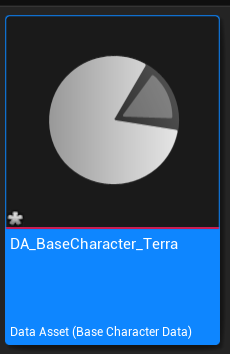 DA_BaseCharacter_Terra
Data Asset (Base Character Data)